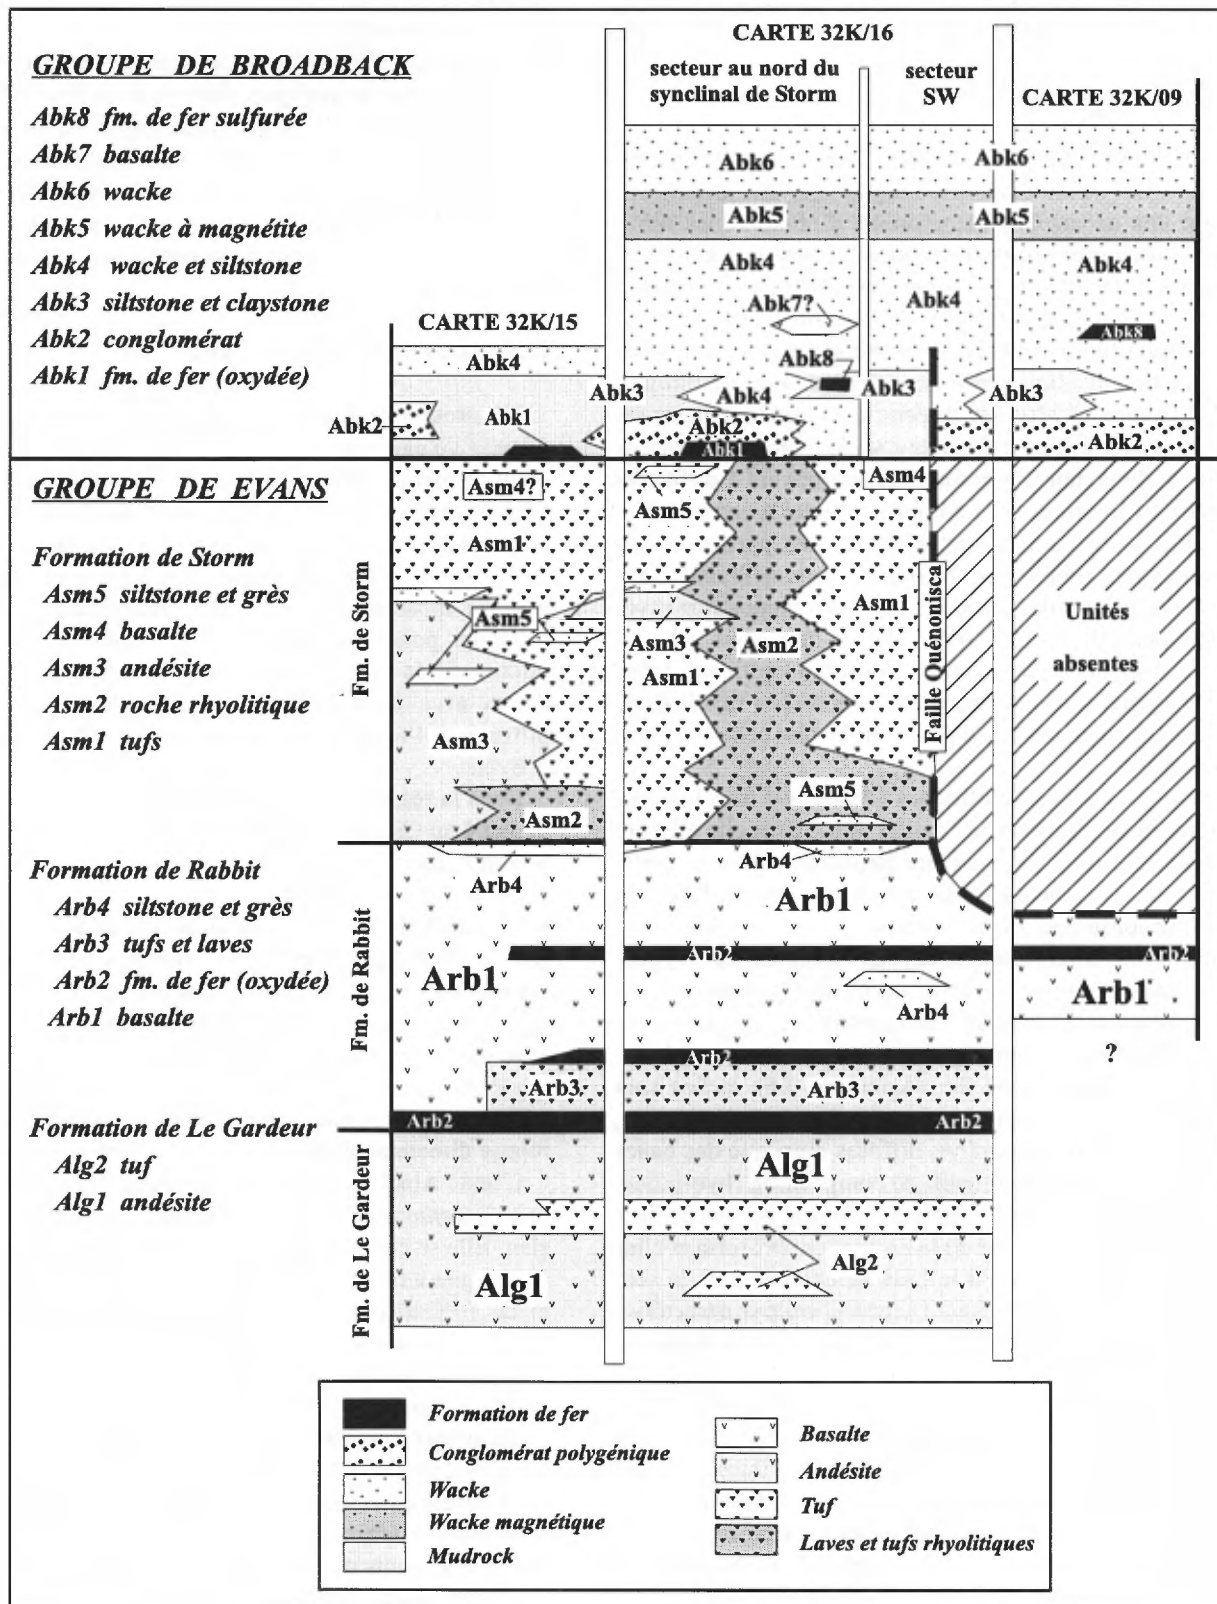 GROUPE DE BROADBACK
Abk8 fm. de fer sulfurée
Abk7 basalte
Abk6 wacke
Abk5 wacke à magnétite
Abk4 wacke et siltstone
Abk3 siltstone et claystone
Abk2 conglomérat
Abk1 fm. de fer (oxydée)
GROUPE DE EVANS
Formation de Storm
Asm5 siltstone et grès
Asm4 basalte
Asm3 andésite
Asm2 roche rhyolitique
Asm1 tufs
Formation de Rabbit
Arb4 siltstone et grès
Arb3 tufs et laves
Arb2 fm. de fer (oxydée)
Arb1 basalte
Formation de Le Gardeur
Alg2 tuf
Alg1 andésite
CARTE 32K/16
secteur au nord du
synclinal de Storm
secteur
SW
CARTE 32K/09
CARTE 32K/15
Abk6
Abk6
Abk5
Abk5
Abk4
Abk4
Abk7?
Abk4
Abk8
Abk4
Abk8
Abk3
Abk3
Abk4
Abk3
Abk2
Abk1
Abk2
Abk1
Abk2
Fm. de Storm
Asm4?
Asm4
Asm5
Asm1
Asm1
Asm5
Asm3
Asm2
Asm1
Asm3
Asm5
Asm2
Faille Quénonisca
Unités
absentes
Fm. de Rabbit
Arb4
Arb4
Arb1
Arb2
Arb2
Arb1
Arb1
Arb4
?
Arb2
Arb3
Arb3
Arb2
Arb2
Fm. de Le Gardeur
Alg1
Alg2
Alg1
Formation de fer
Conglomérat polygénique
Wacke
Wacke magnétique
Mudrock
Basalte
Andésite
Tuf
Laves et tufs rhyolitiques